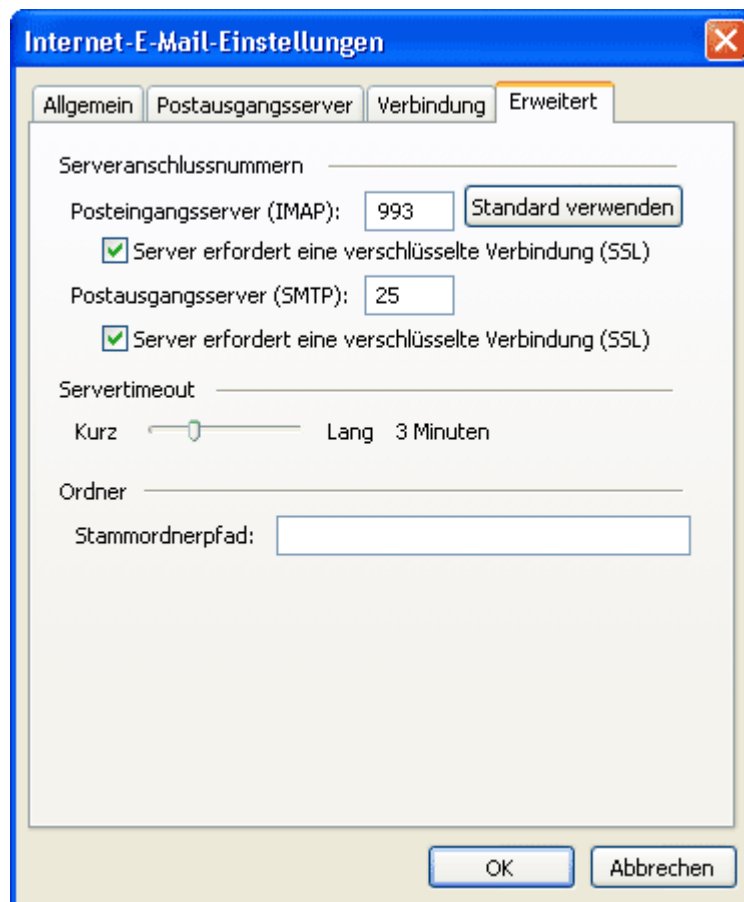 Internet-E-Mail-Einstellungen
Allgemein Postausgangsserver Verbindung Erweitert
Serveranschlussnummern
Posteingangsserver (IMAP): 993 Standard verwenden
Server erfordert eine verschlüsselte Verbindung (SSL)
Postausgangsserver (SMTP): 25
Server erfordert eine verschlüsselte Verbindung (SSL)
Servertimeout
Kurz Lang 3 Minuten
Ordner
Stammordnerpfad:
OK Abbrechen